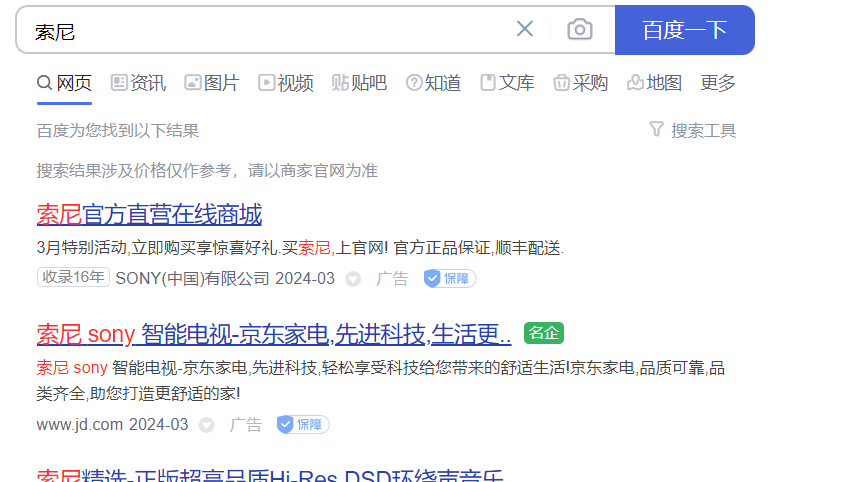 索尼
百度一下
网页 资讯 图片 视频 贴吧 知道 文库 采购 地图 更多
百度为您找到以下结果 搜索工具
搜索结果涉及价格仅作参考，请以商家官网为准
索尼官方直营在线商城
3月特别活动,立即购买享惊喜好礼.买索尼,上官网! 官方正品保证,顺丰配送.
收录16年 SONY(中国)有限公司 2024-03 广告 保障
索尼 sony 智能电视-京东家电,先进科技,生活更.. 名企
索尼 sony 智能电视-京东家电,先进科技,轻松享受科技给您带来的舒适生活!京东家电,品质可靠,品
类齐全,助您打造更舒适的家!
www.jd.com 2024-03 广告 保障
索尼精选-正版超高品质Hi-Res DSD环绕声音乐